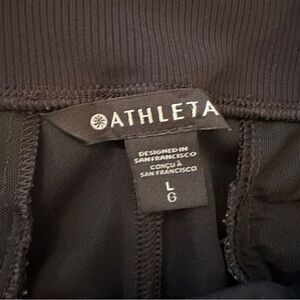 ATHLETA
DESIGNED IN
SAN FRANCISCO
CONÇU À
SAN FRANCISCO
L
G